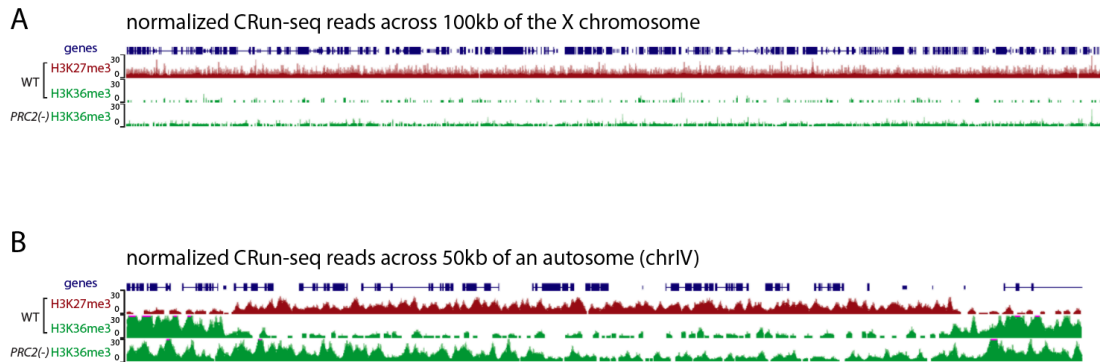 A
normalized CRun-seq reads across 100kb of the X chromosome
genes
30
WT H3K27me3
0
30
H3K36me3
0
30
PRC2(-) H3K36me3
0
B
normalized CRun-seq reads across 50kb of an autosome (chrIV)
genes
30
WT H3K27me3
0
30
H3K36me3
0
30
PRC2(-) H3K36me3
0